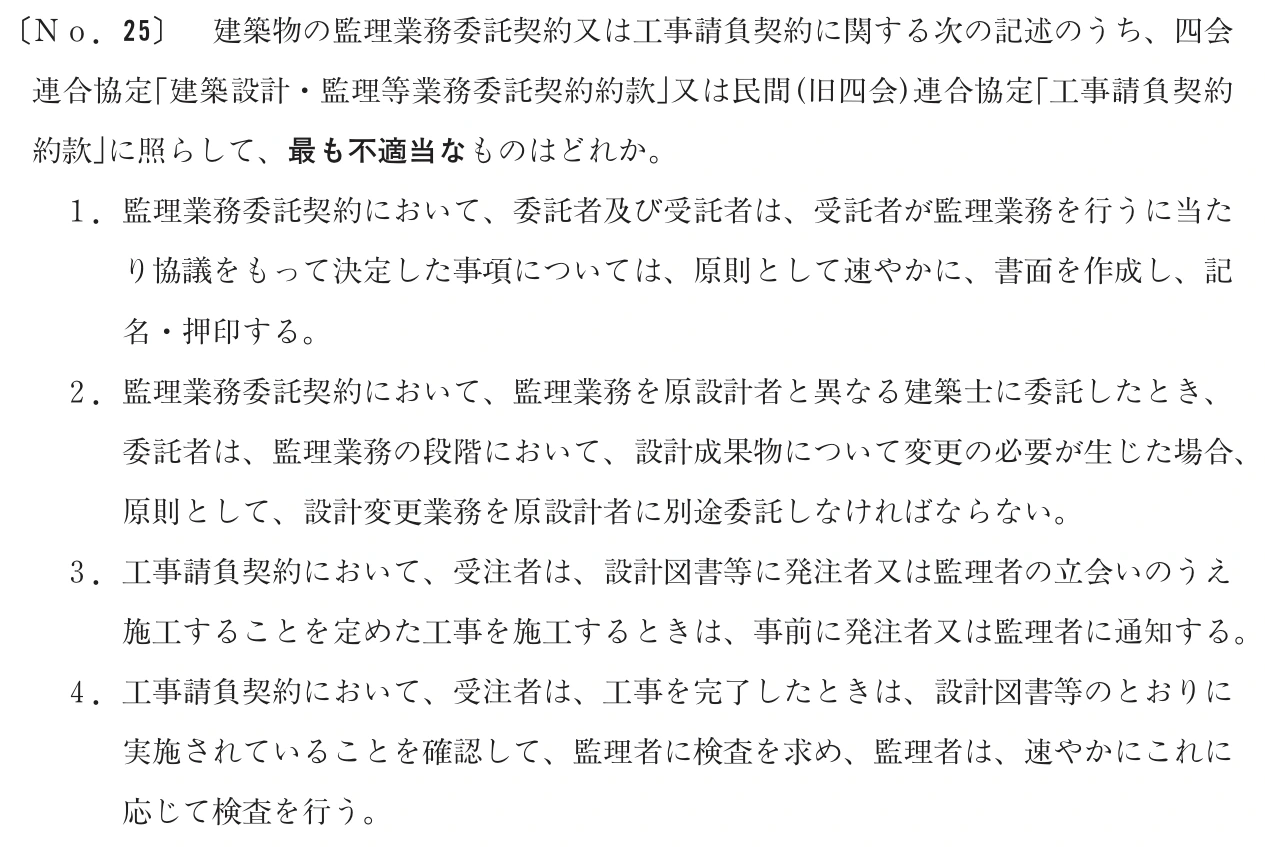 〔Ｎｏ．25〕　建築物の監理業務委託契約又は工事請負契約に関する次の記述のうち、四会
連合協定「建築設計・監理等業務委託契約約款」又は民間(旧四会)連合協定「工事請負契約
約款」に照らして、最も不適当なものはどれか。
1．監理業務委託契約において、委託者及び受託者は、受託者が監理業務を行うに当た
り協議をもって決定した事項については、原則として速やかに、書面を作成し、記
名・押印する。
2．監理業務委託契約において、監理業務を原設計者と異なる建築士に委託したとき、
委託者は、監理業務の段階において、設計成果物について変更の必要が生じた場合、
原則として、設計変更業務を原設計者に別途委託しなければならない。
3．工事請負契約において、受注者は、設計図書等に発注者又は監理者の立会いのうえ
施工することを定めた工事を施工するときは、事前に発注者又は監理者に通知する。
4．工事請負契約において、受注者は、工事を完了したときは、設計図書等のとおりに
実施されていることを確認して、監理者に検査を求め、監理者は、速やかにこれに
応じて検査を行う。